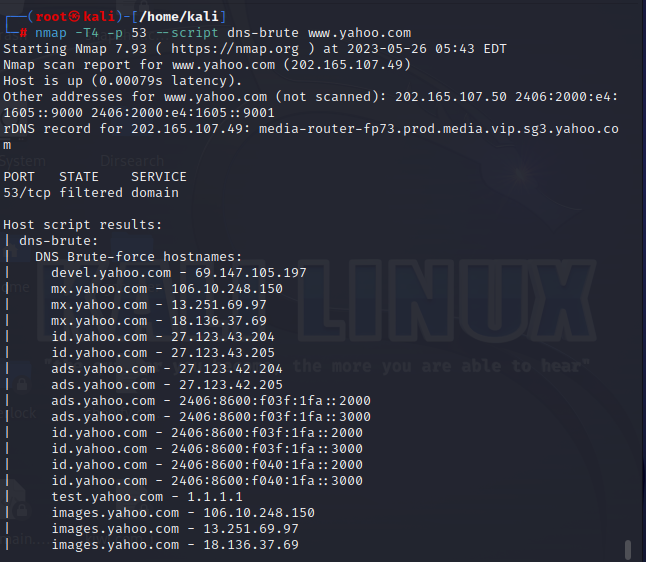 ┌──(root㉿kali)-[/home/kali]
└─# nmap -T4 -p 53 --script dns-brute www.yahoo.com
Starting Nmap 7.93 ( https://nmap.org ) at 2023-05-26 05:43 EDT
Nmap scan report for www.yahoo.com (202.165.107.49)
Host is up (0.00079s latency).
Other addresses for www.yahoo.com (not scanned): 202.165.107.50 2406:2000:e4:
1605::9000 2406:2000:e4:1605::9001
rDNS record for 202.165.107.49: media-router-fp73.prod.media.vip.sg3.yahoo.co
m
System Dirsearch
PORT   STATE    SERVICE
53/tcp filtered domain
Host script results:
| dns-brute:
|   DNS Brute-force hostnames:
|     devel.yahoo.com - 69.147.105.197
|     mx.yahoo.com - 106.10.248.150
|     mx.yahoo.com - 13.251.69.97
|     mx.yahoo.com - 18.136.37.69
|     id.yahoo.com - 27.123.43.204
|     id.yahoo.com - 27.123.43.205
|     ads.yahoo.com - 27.123.42.204
|     ads.yahoo.com - 27.123.42.205
|     ads.yahoo.com - 2406:8600:f03f:1fa::2000
|     ads.yahoo.com - 2406:8600:f03f:1fa::3000
|     id.yahoo.com - 2406:8600:f03f:1fa::2000
|     id.yahoo.com - 2406:8600:f03f:1fa::3000
|     id.yahoo.com - 2406:8600:f040:1fa::2000
|     id.yahoo.com - 2406:8600:f040:1fa::3000
|     test.yahoo.com - 1.1.1.1
|     images.yahoo.com - 106.10.248.150
|     images.yahoo.com - 13.251.69.97
|     images.yahoo.com - 18.136.37.69
LINUX
the more you are able to hear"